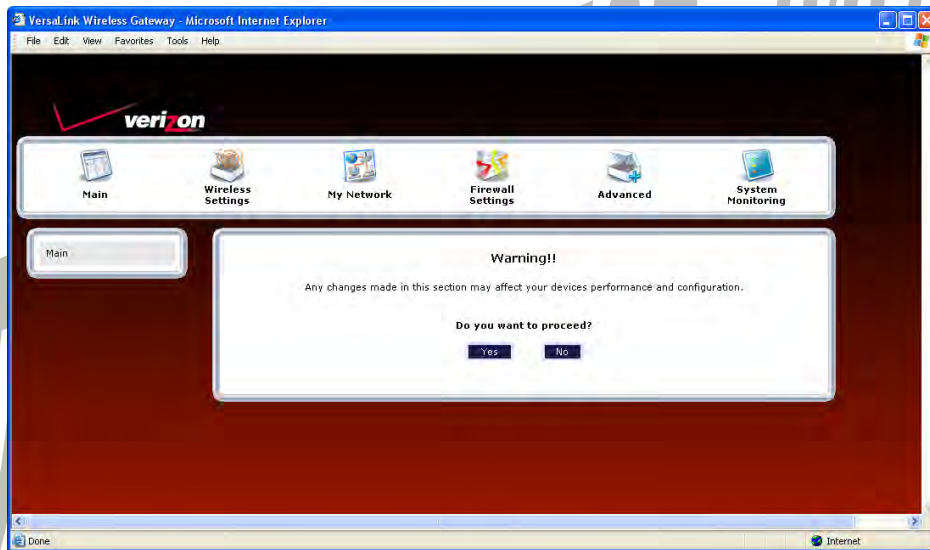 VersaLink Wireless Gateway - Microsoft Internet Explorer
File Edit View Favorites Tools Help
verizon
Main
Wireless Settings
My Network
Firewall Settings
Advanced
System Monitoring
Main
Warning!!
Any changes made in this section may affect your devices performance and configuration.
Do you want to proceed?
Yes No
Done Internet